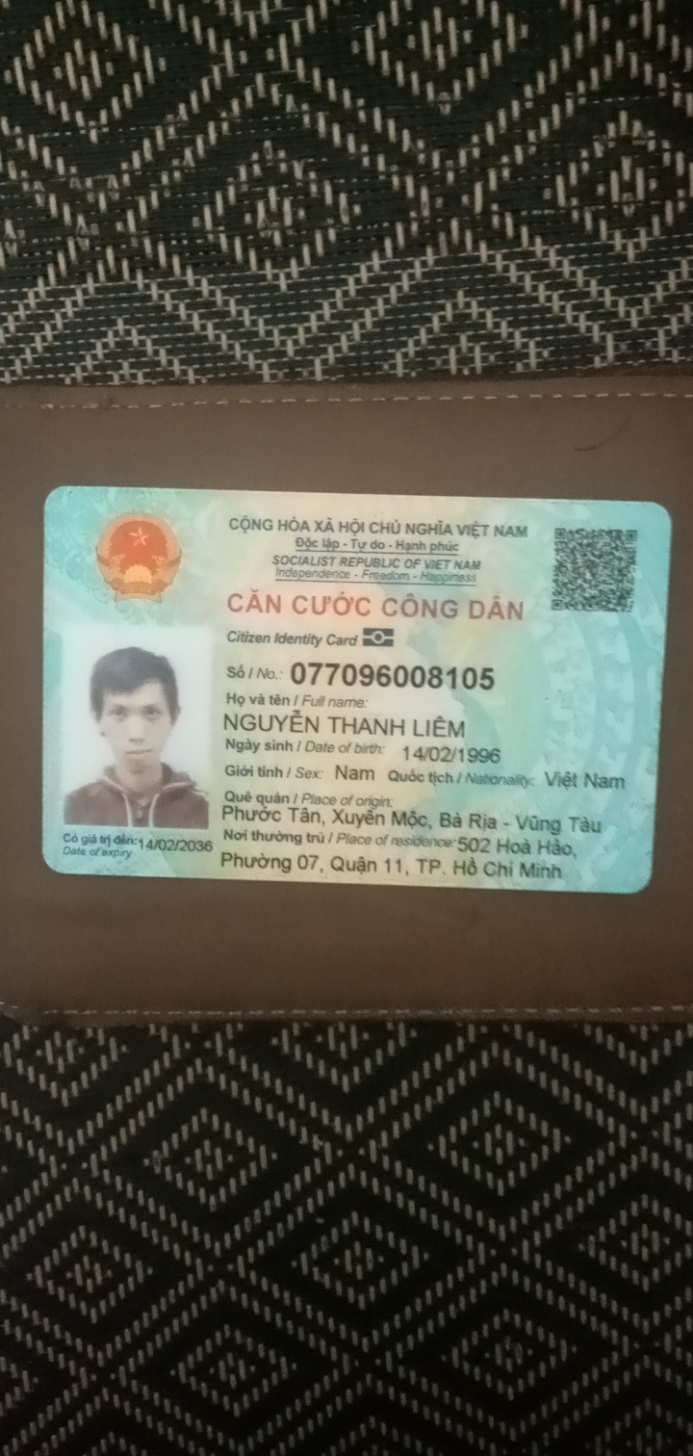 CỘNG HÒA XÃ HỘI CHỦ NGHĨA VIỆT NAM
Độc lập - Tự do - Hạnh phúc
SOCIALIST REPUBLIC OF VIET NAM
Independence - Freedom - Happiness
CĂN CƯỚC CÔNG DÂN
Citizen Identity Card
Số / No.: 077096008105
Họ và tên / Full name:
NGUYỄN THANH LIÊM
Ngày sinh / Date of birth: 14/02/1996
Giới tính / Sex: Nam Quốc tịch / Nationality: Việt Nam
Quê quán / Place of origin:
Phước Tân, Xuyên Mộc, Bà Rịa - Vũng Tàu
Nơi thường trú / Place of residence: 502 Hoà Hảo,
Phường 07, Quận 11, TP. Hồ Chí Minh
Có giá trị đến: 14/02/2036
Date of expiry